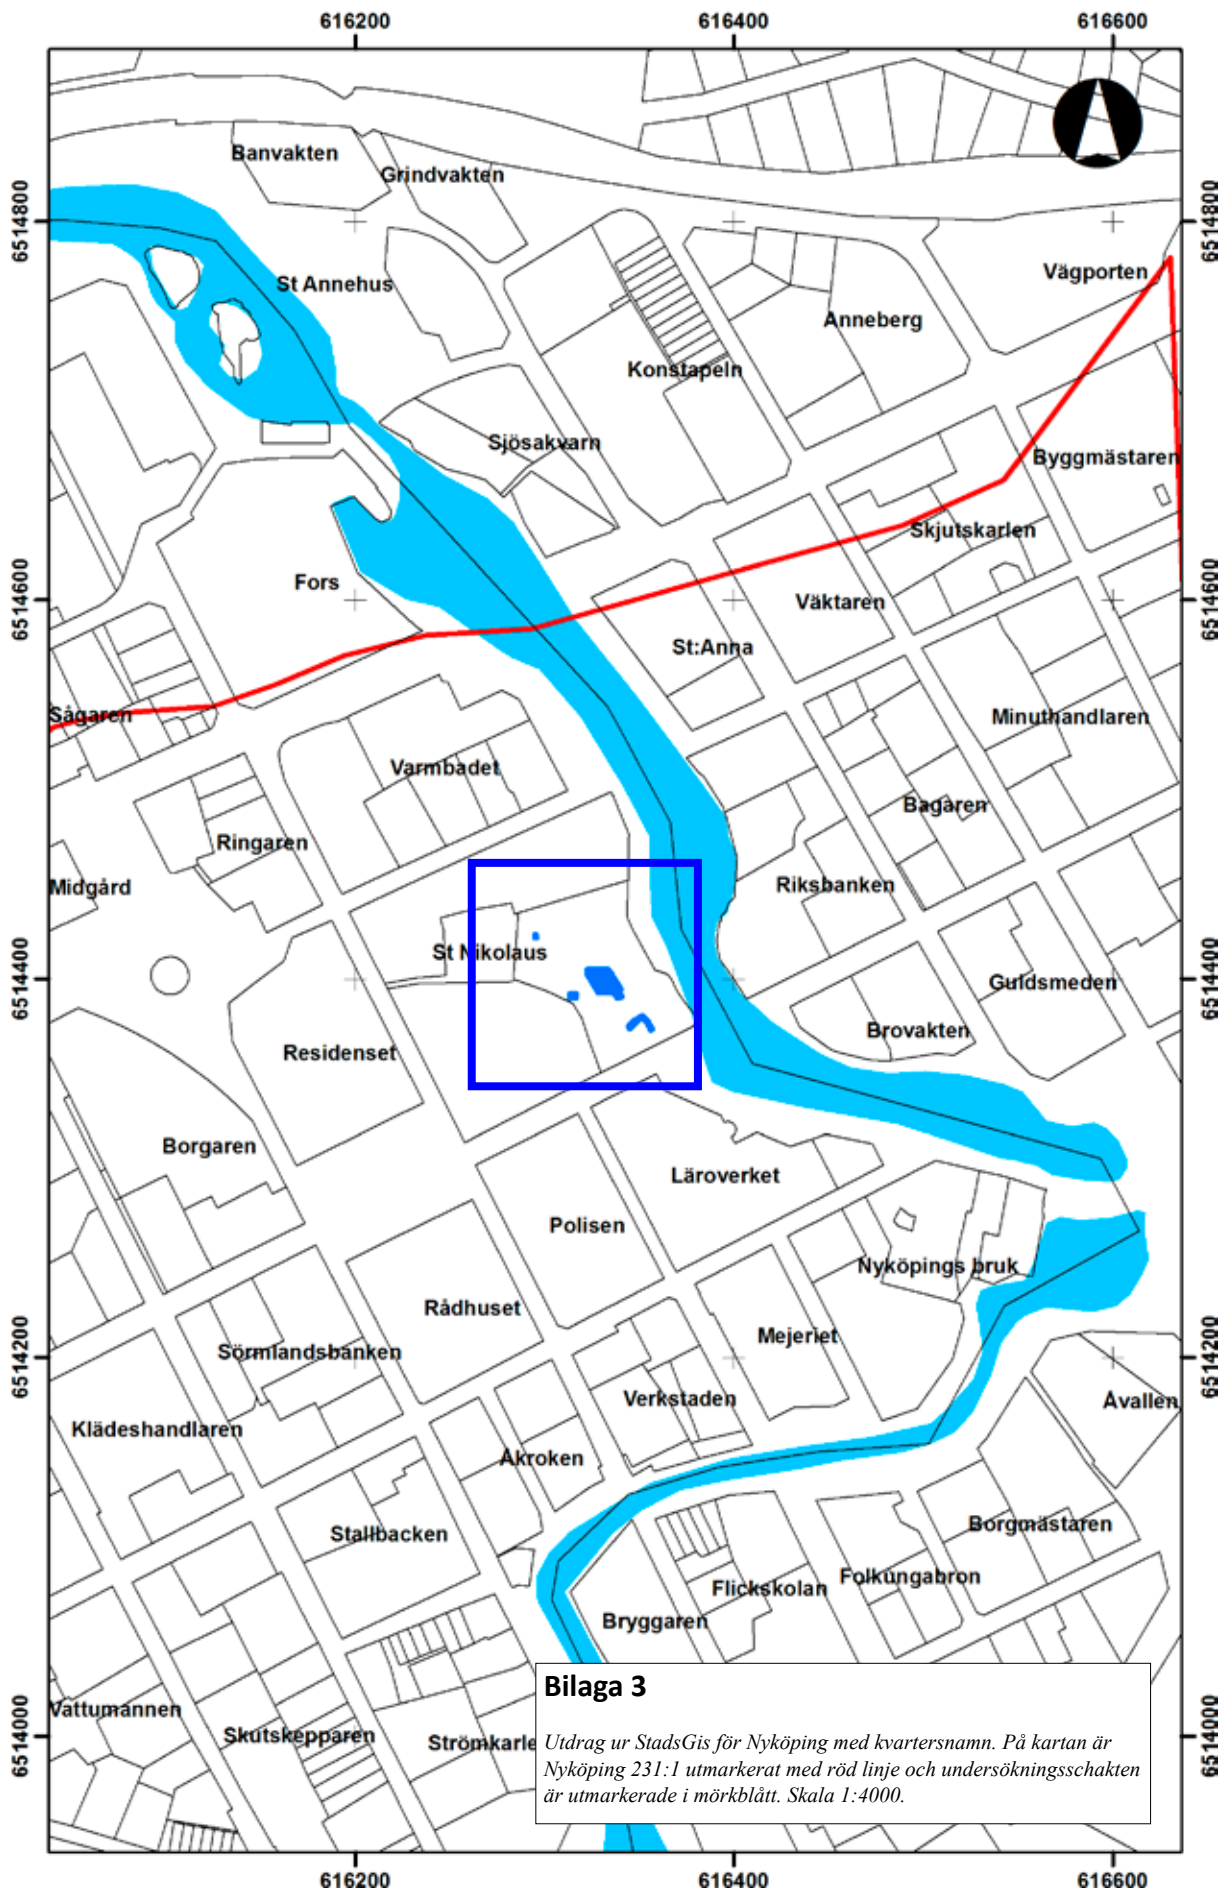 616200
616400
616600
Banvakten
Grindvakten
6514800
6514800
St Annehus
Vägporten
Anneberg
Konstapeln
Sjösakvarn
Byggmästaren
Skjutskarlen
Fors
6514600
6514600
Väktaren
St:Anna
Sågaren
Minuthandlaren
Varmbadet
Bagaren
Ringaren
Midgård
Riksbanken
St Nikolaus
6514400
6514400
Guldsmeden
Brovakten
Residenset
Borgaren
Läroverket
Polisen
Nyköpings bruk
Rådhuset
Mejeriet
Sörmlandsbanken
6514200
6514200
Verkstaden
Åvallen
Klädeshandlaren
Åkroken
Stallbacken
Borgmästaren
Folkungabron
Flickskolan
Bryggaren
Vattumannen
Skutskepparen
Strömkarle
6514000
6514000
Bilaga 3
Utdrag ur StadsGis för Nyköping med kvartersnamn. På kartan är
Nyköping 231:1 utmarkerat med röd linje och undersökningsschakten
är utmarkerade i mörkblått. Skala 1:4000.
616200
616400
616600